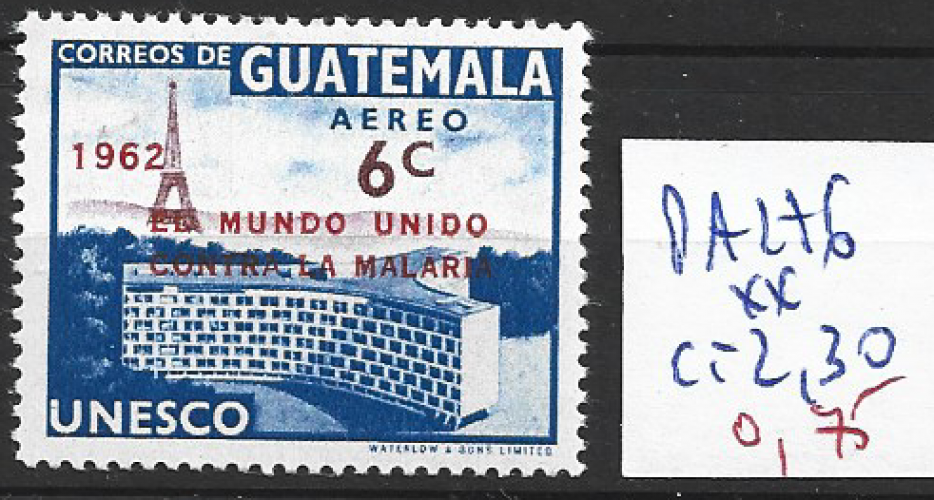 CORREOS DE GUATEMALA
AEREO
1962
6C
EL MUNDO UNIDO
CONTRA LA MALARIA
UNESCO
WATERLOW & SONS LIMITED
PA276
xx
c=2,30
0,75